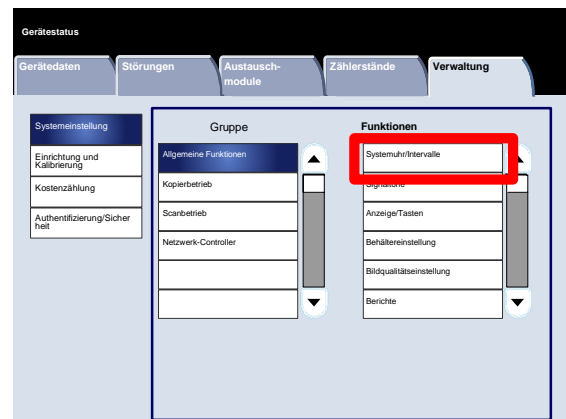 Gerätestatus
Gerätedaten
Störungen
Austausch-
module
Zählerstände
Verwaltung
Systemeinstellung
Einrichtung und
Kalibrierung
Kostenzählung
Authentifizierung/Sicher
heit
Gruppe
Allgemeine Funktionen
Kopierbetrieb
Scanbetrieb
Netzwerk-Controller
Funktionen
Systemuhr/Intervalle
Signaltöne
Anzeige/Tasten
Behältereinstellung
Bildqualitätseinstellung
Berichte